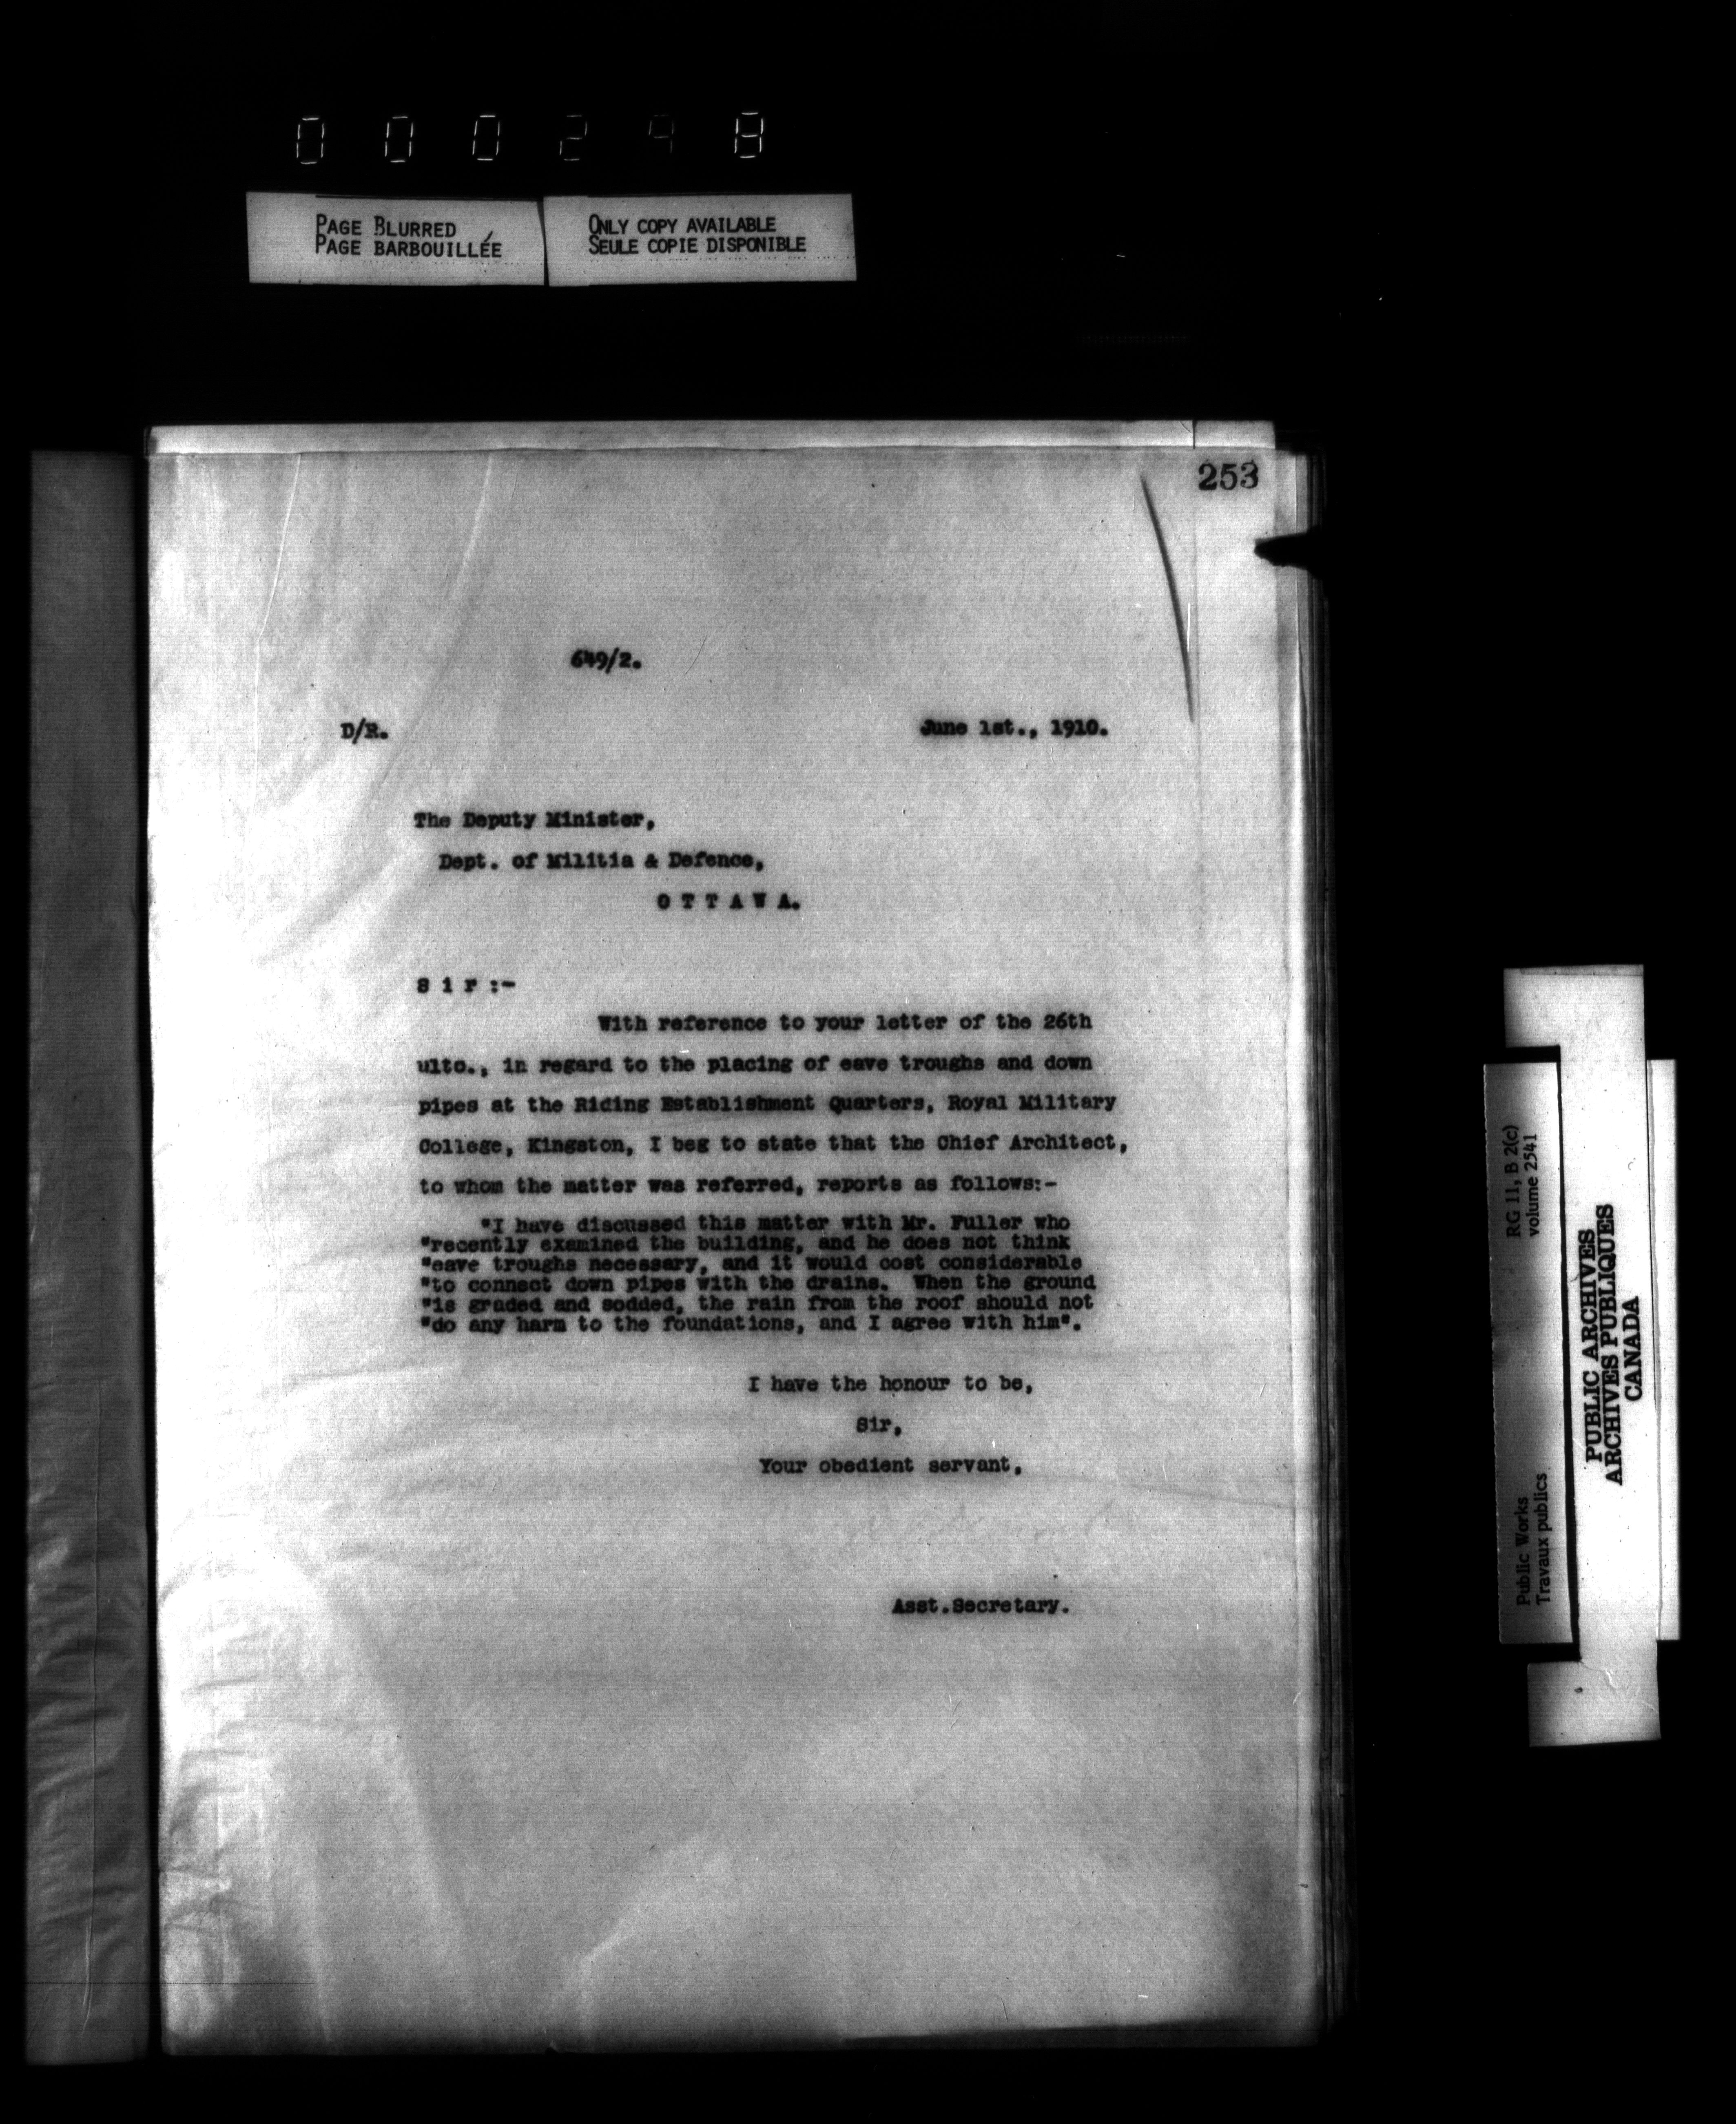 000298
PAGE BLURRED
PAGE BARBOUILLÉE
ONLY COPY AVAILABLE
SEULE COPIE DISPONIBLE
253
649/2.
D/R.
June 1st., 1910.
The Deputy Minister,
Dept. of Militia & Defence,
O T T A W A.
S i r :-
With reference to your letter of the 26th
ulto., in regard to the placing of eave troughs and down
pipes at the Riding Establishment Quarters, Royal Military
College, Kingston, I beg to state that the Chief Architect,
to whom the matter was referred, reports as follows:-
"I have discussed this matter with Mr. Fuller who
"recently examined the building, and he does not think
"eave troughs necessary, and it would cost considerable
"to connect down pipes with the drains. When the ground
"is graded and sodded, the rain from the roof should not
"do any harm to the foundations, and I agree with him".
I have the honour to be,
Sir,
Your obedient servant,
Asst.Secretary.
RG 11, B 2(c)
volume 2541
Public Works
Travaux publics
PUBLIC ARCHIVES
ARCHIVES PUBLIQUES
CANADA